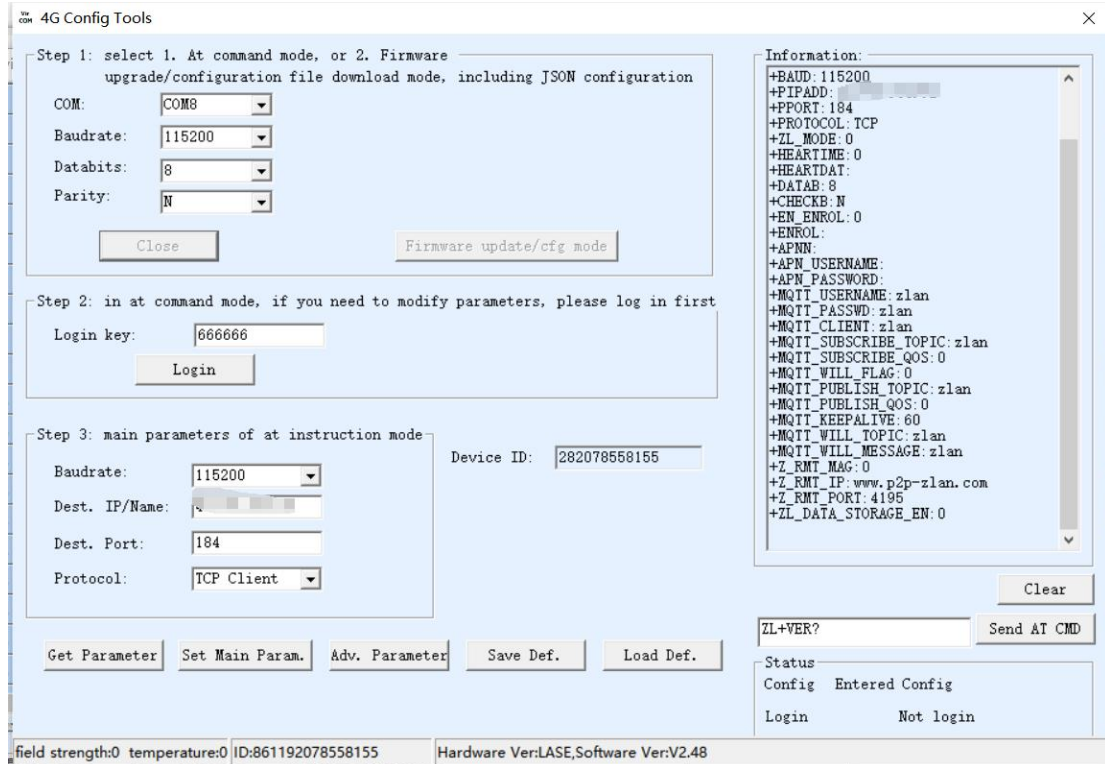 VW COM 4G Config Tools
Step 1: select 1. At command mode, or 2. Firmware
upgrade/configuration file download mode, including JSON configuration
COM: COM8
Baudrate: 115200
Databits: 8
Parity: N
Close Firmware update/cfg mode
Step 2: in at command mode, if you need to modify parameters, please log in first
Login key: 666666
Login
Step 3: main parameters of at instruction mode
Baudrate: 115200
Dest. IP/Name:
Dest. Port: 184
Protocol: TCP Client
Device ID: 282078558155
Get Parameter Set Main Param. Adv. Parameter Save Def. Load Def.
Information:
+BAUD:115200
+PIPADD:
+PPORT:184
+PROTOCOL:TCP
+ZL_MODE:0
+HEARTIME:0
+HEARTDAT:
+DATAB:8
+CHECKB:N
+EN_ENROL:0
+ENROL:
+APNN:
+APN_USERNAME:
+APN_PASSWORD:
+MQTT_USERNAME:zlan
+MQTT_PASSWD:zlan
+MQTT_CLIENT:zlan
+MQTT_SUBSCRIBE_TOPIC:zlan
+MQTT_SUBSCRIBE_QOS:0
+MQTT_WILL_FLAG:0
+MQTT_PUBLISH_TOPIC:zlan
+MQTT_PUBLISH_QOS:0
+MQTT_KEEPALIVE:60
+MQTT_WILL_TOPIC:zlan
+MQTT_WILL_MESSAGE:zlan
+Z_RMT_MAG:0
+Z_RMT_IP:www.p2p-zlan.com
+Z_RMT_PORT:4195
+ZL_DATA_STORAGE_EN:0
Clear
ZL+VER? Send AT CMD
Status
Config Entered Config
Login Not login
field strength:0 temperature:0 ID:861192078558155 Hardware Ver:LASE,Software Ver:V2.48